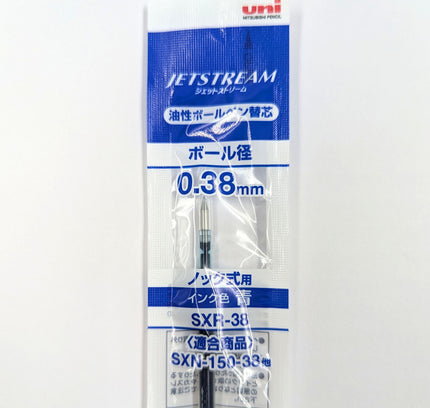 uni
MITSUBISHI PENCIL
JETSTREAM
ジェットストリーム
油性ボールペン替芯
ボール径
0.38mm
ノック式用
インク色 青
SXR-38
〈適合商品〉
SXN-150-38他